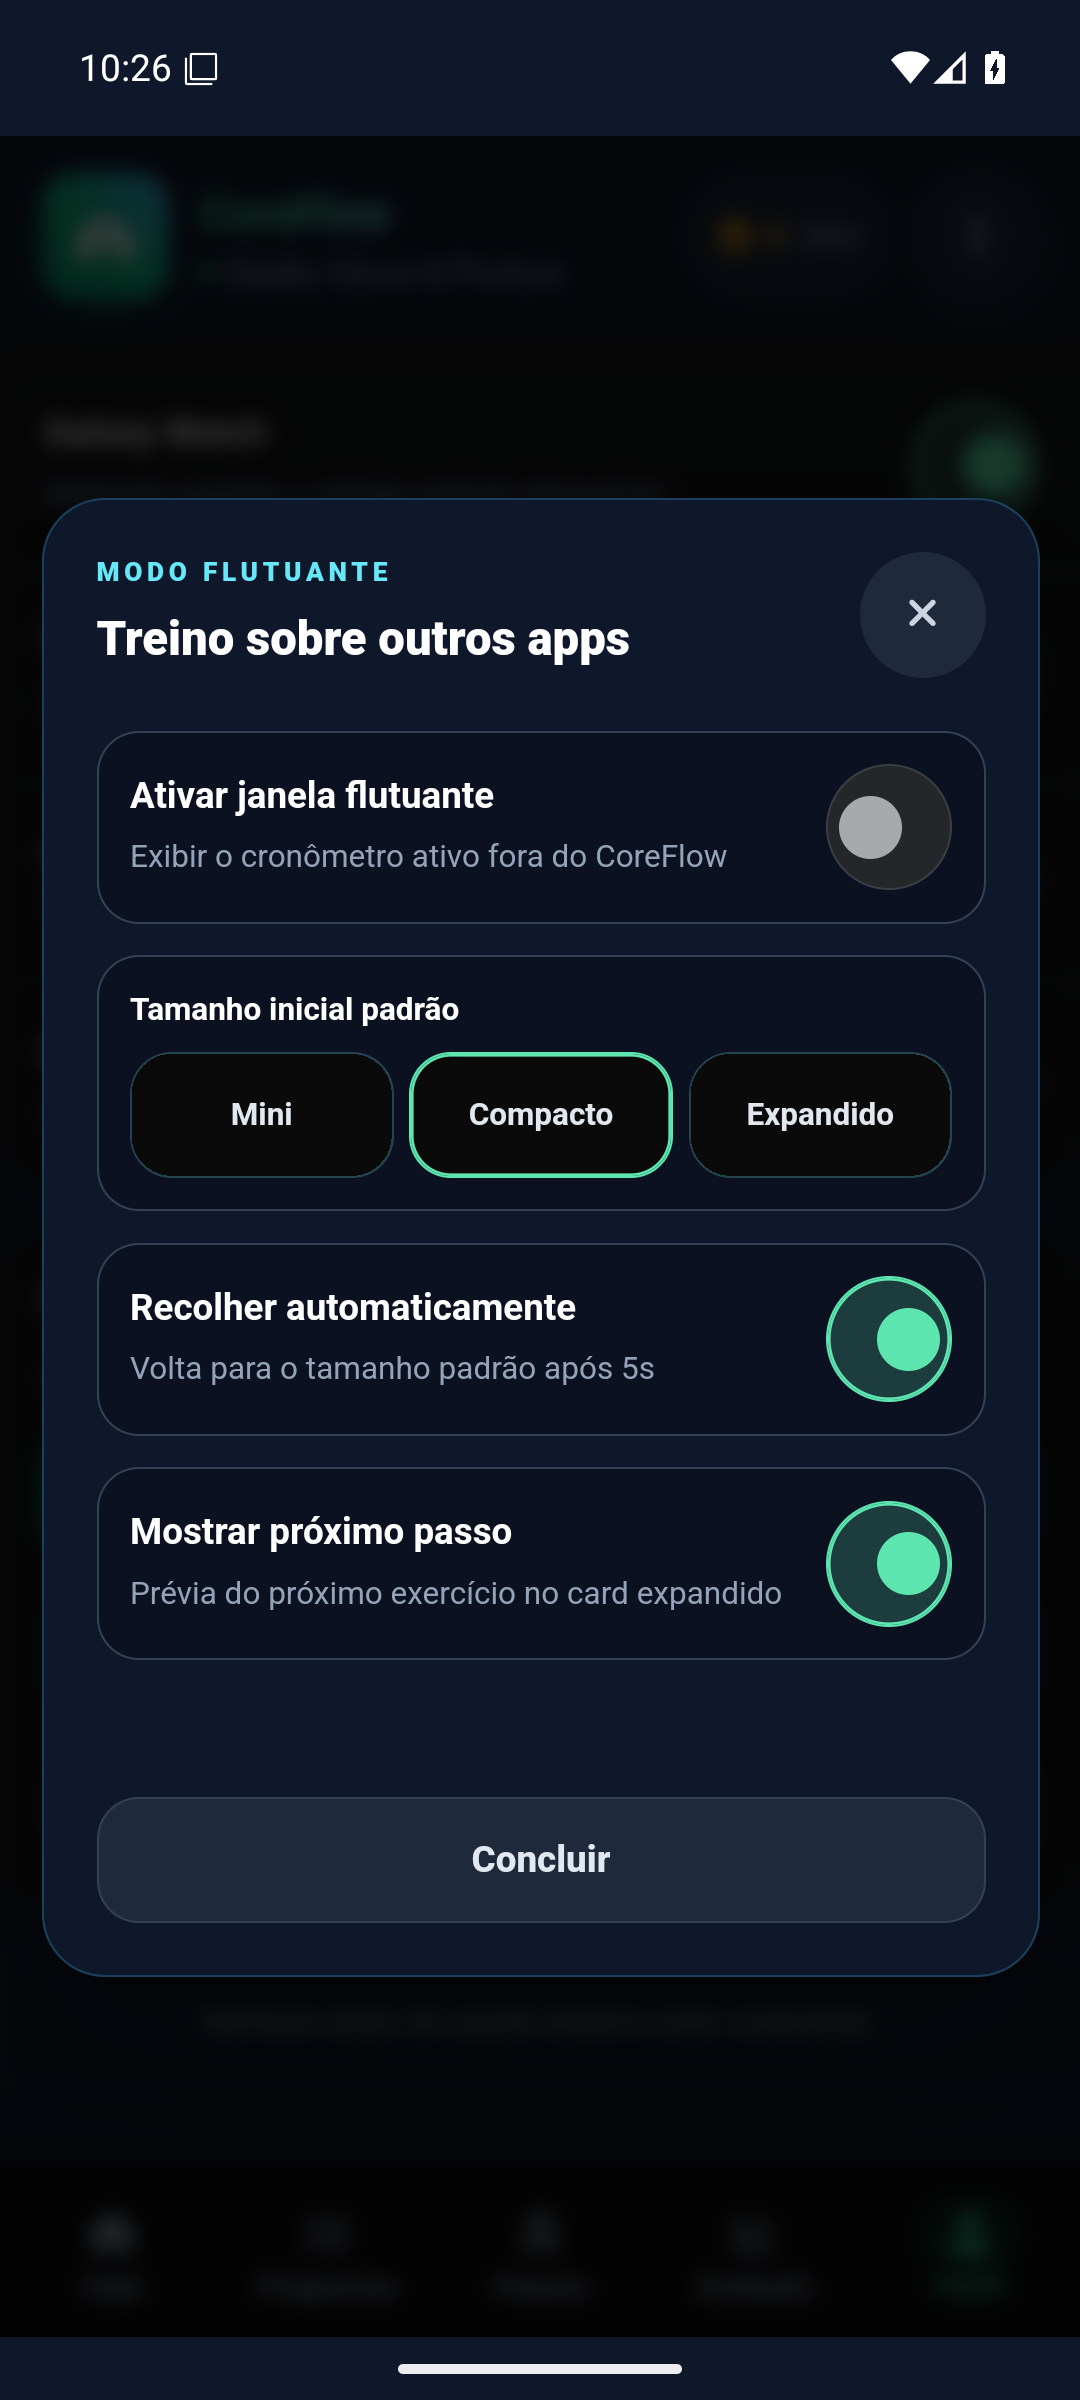 10:26
MODO FLUTUANTE
Treino sobre outros apps
Ativar janela flutuante
Exibir o cronômetro ativo fora do CoreFlow
Tamanho inicial padrão
Mini
Compacto
Expandido
Recolher automaticamente
Volta para o tamanho padrão após 5s
Mostrar próximo passo
Prévia do próximo exercício no card expandido
Concluir